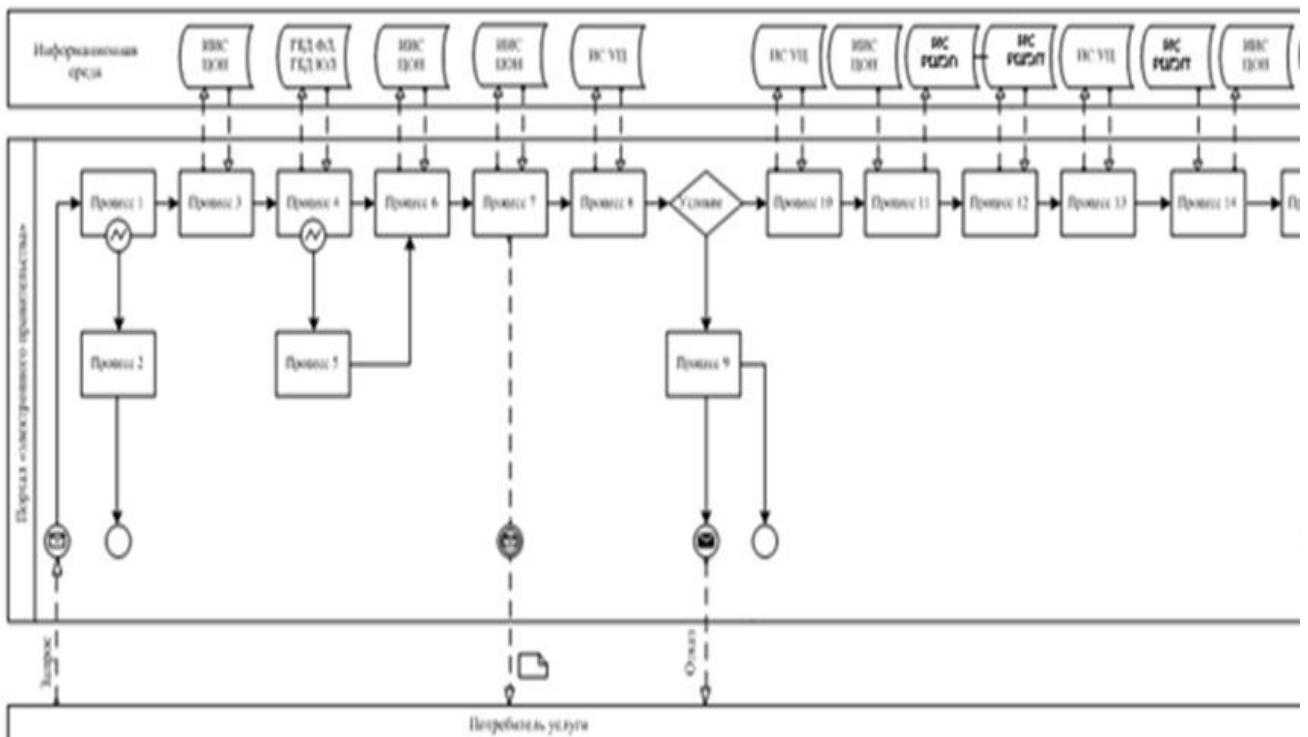 Информационная
среда
ИИС
ЦОН
ГБД ФЛ,
ГБД ЮЛ
ИИС
ЦОН
ИИС
ЦОН
ИС УЦ
ИС УЦ
ИИС
ЦОН
ИС
ИС
ИС УЦ
ИС
ИИС
ЦОН
Портал «электронного правительства»
Процесс 1
Процесс 3
Процесс 4
Процесс 6
Процесс 7
Процесс 8
Условие
Процесс 10
Процесс 11
Процесс 12
Процесс 13
Процесс 14
Процесс 2
Процесс 5
Процесс 9
Запрос
Отказ
Потребитель услуги